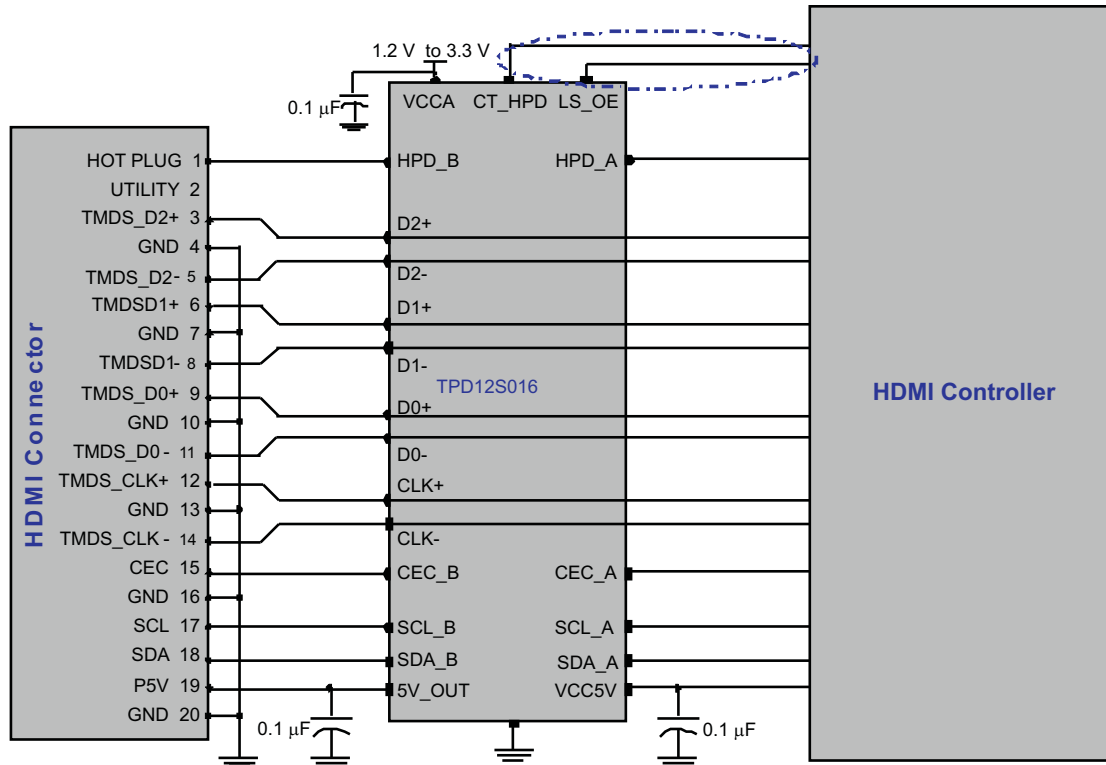 1.2 V to 3.3 V
0.1 µF
VCCA CT_HPD LS_OE
HOT PLUG 1
UTILITY 2
TMDS_D2+ 3
GND 4
TMDS_D2- 5
TMDSD1+ 6
GND 7
TMDSD1- 8
TMDS_D0+ 9
GND 10
TMDS_D0- 11
TMDS_CLK+ 12
GND 13
TMDS_CLK - 14
CEC 15
GND 16
SCL 17
SDA 18
P5V 19
GND 20
HDMI Connector
HPD_B
D2+
D2-
D1+
D1-
TPD12S016
D0+
D0-
CLK+
CLK-
CEC_B
SCL_B
SDA_B
5V_OUT
HPD_A
CEC_A
SCL_A
SDA_A
VCC5V
0.1 µF
0.1 µF
HDMI Controller